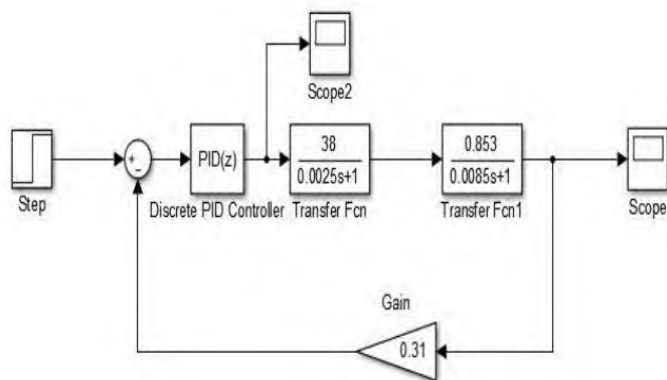 Scope2
+
−
PID(z)
38
0.0025s+1
0.853
0.0085s+1
Step
Discrete PID Controller
Transfer Fcn
Transfer Fcn1
Scope
Gain
0.31